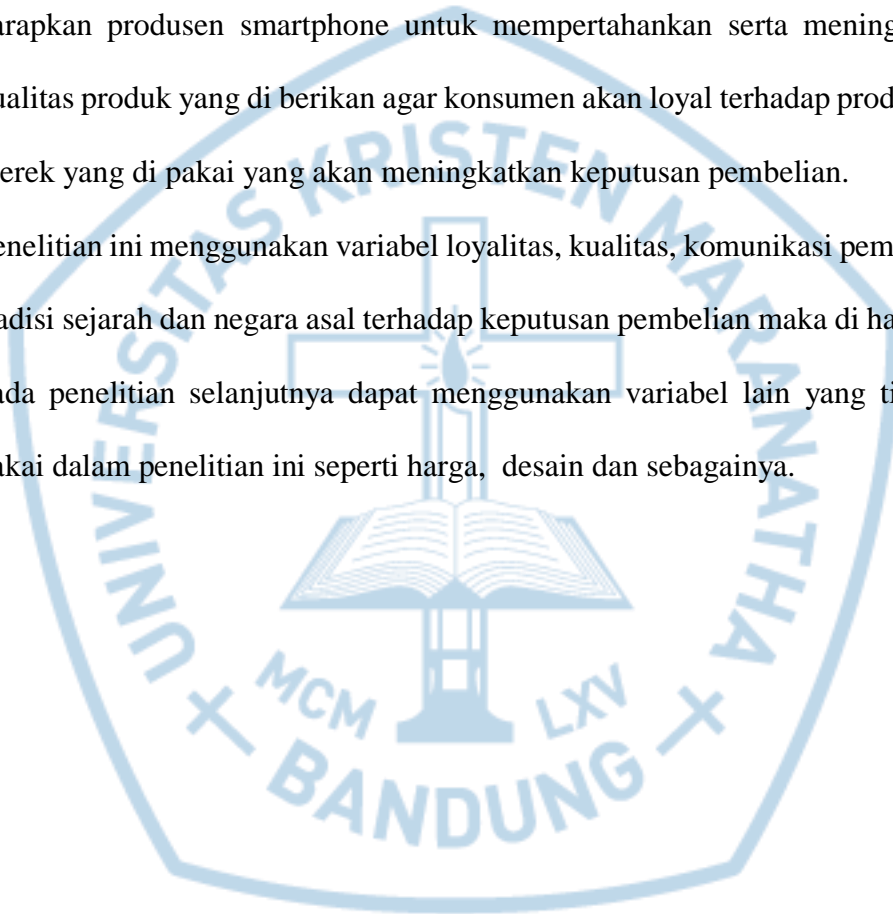 arapkan produsen smartphone untuk mempertahankan serta mening
ualitas produk yang di berikan agar konsumen akan loyal terhadap prod
erek yang di pakai yang akan meningkatkan keputusan pembelian.
enelitian ini menggunakan variabel loyalitas, kualitas, komunikasi pem
adisi sejarah dan negara asal terhadap keputusan pembelian maka di ha
ada penelitian selanjutnya dapat menggunakan variabel lain yang ti
akai dalam penelitian ini seperti harga, desain dan sebagainya.
UNIVERSITAS KRISTEN MARANATHA
MCM LXV
BANDUNG